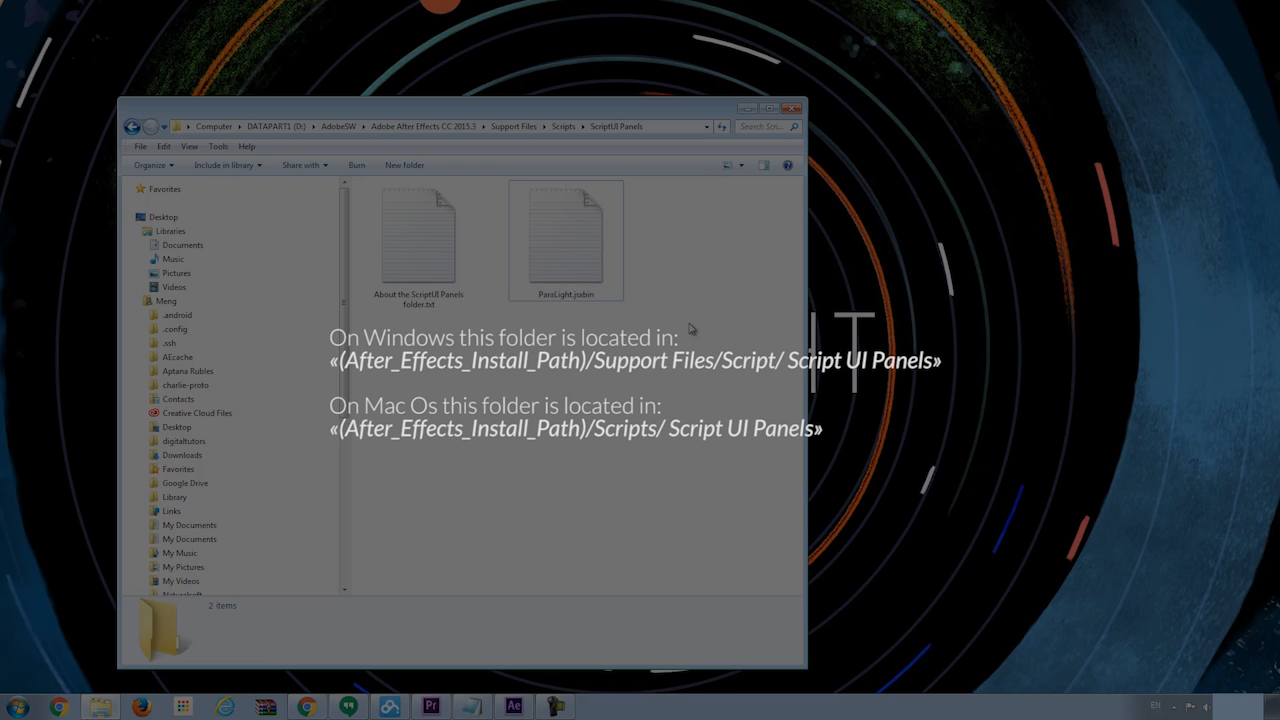 Computer ▸ DATAPART1 (D:) ▸ AdobeSW ▸ Adobe After Effects CC 2015.3 ▸ Support Files ▸ Scripts ▸ ScriptUI Panels
Search Scri...
File Edit View Tools Help
Organize Include in library Share with Burn New folder
Favorites
Desktop
Libraries
Documents
Music
Pictures
Videos
Meng
.android
.config
.ssh
AEcache
Aptana Rubles
charlie-proto
Contacts
Creative Cloud Files
Desktop
digitaltutors
Downloads
Favorites
Google Drive
Library
Links
My Documents
My Documents
My Music
My Pictures
My Videos
About the ScriptUI Panels
folder.txt
ParaLight.jsxbin
IT
On Windows this folder is located in:
«(After_Effects_Install_Path)/Support Files/Script/ Script UI Panels»
On Mac Os this folder is located in:
«(After_Effects_Install_Path)/Scripts/ Script UI Panels»
2 items
Pr
Ae
EN